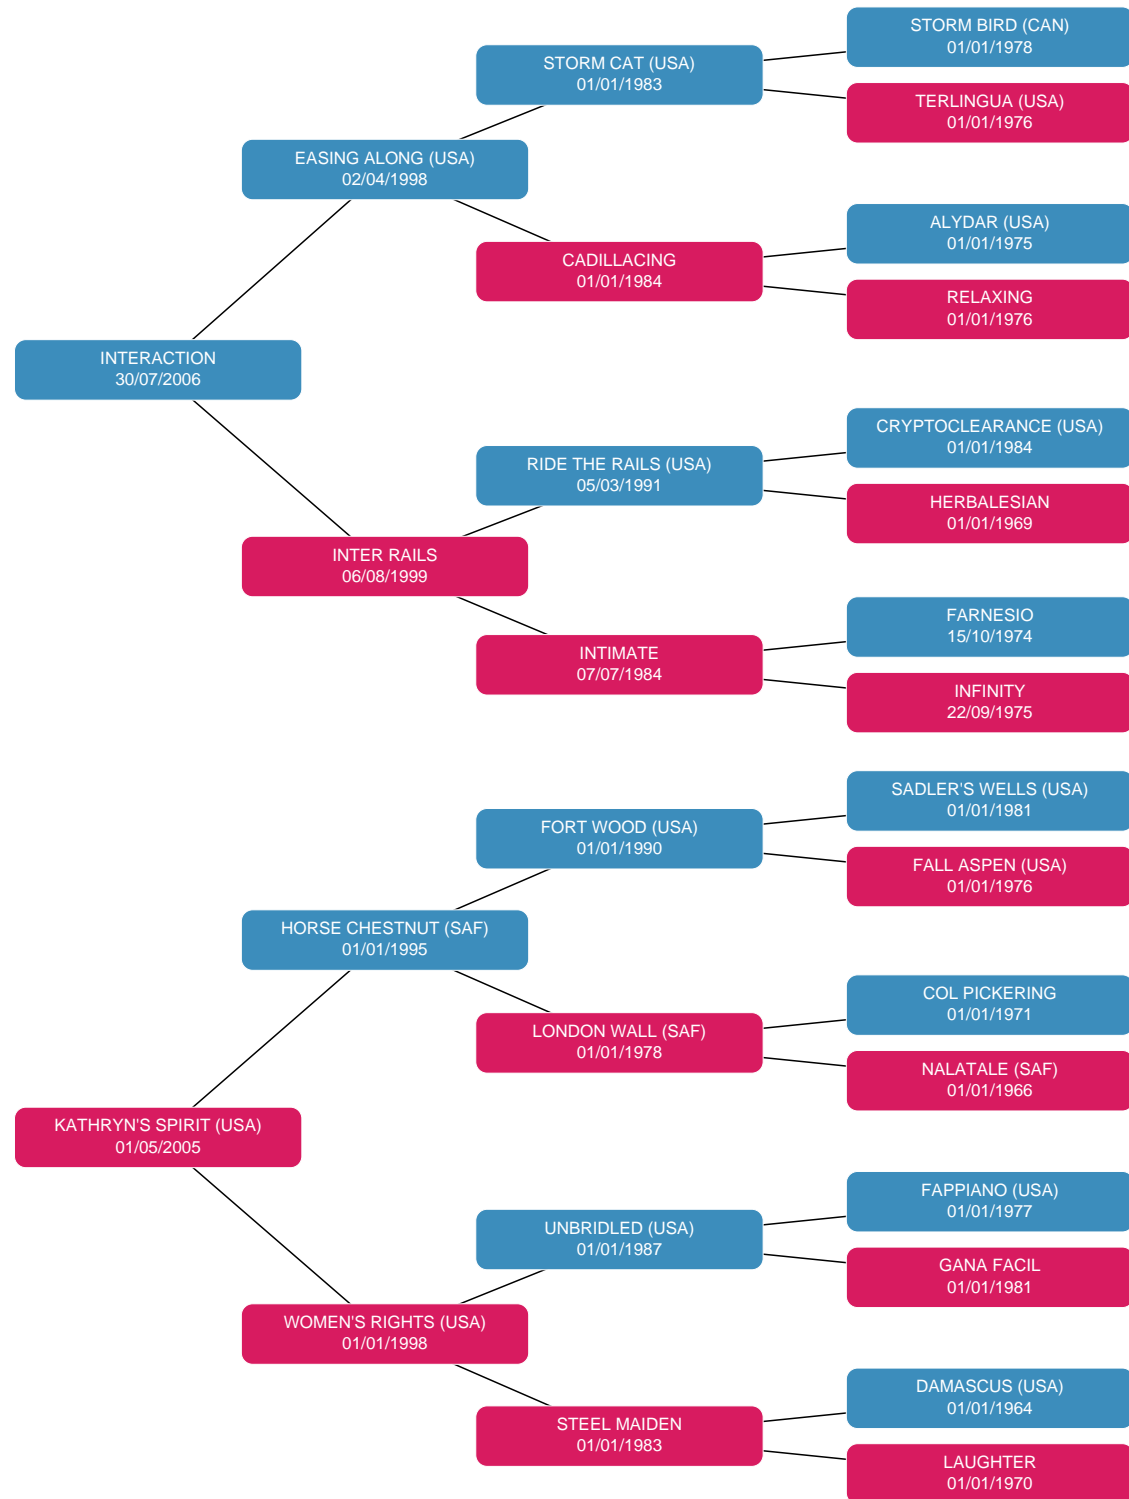 STORM BIRD (CAN)
01/01/1978
STORM CAT (USA)
01/01/1983
TERLINGUA (USA)
01/01/1976
EASING ALONG (USA)
02/04/1998
ALYDAR (USA)
01/01/1975
CADILLACING
01/01/1984
RELAXING
01/01/1976
INTERACTION
30/07/2006
CRYPTOCLEARANCE (USA)
01/01/1984
RIDE THE RAILS (USA)
05/03/1991
HERBALESIAN
01/01/1969
INTER RAILS
06/08/1999
FARNESIO
15/10/1974
INTIMATE
07/07/1984
INFINITY
22/09/1975
SADLER'S WELLS (USA)
01/01/1981
FORT WOOD (USA)
01/01/1990
FALL ASPEN (USA)
01/01/1976
HORSE CHESTNUT (SAF)
01/01/1995
COL PICKERING
01/01/1971
LONDON WALL (SAF)
01/01/1978
NALATALE (SAF)
01/01/1966
KATHRYN'S SPIRIT (USA)
01/05/2005
FAPPIANO (USA)
01/01/1977
UNBRIDLED (USA)
01/01/1987
GANA FACIL
01/01/1981
WOMEN'S RIGHTS (USA)
01/01/1998
DAMASCUS (USA)
01/01/1964
STEEL MAIDEN
01/01/1983
LAUGHTER
01/01/1970